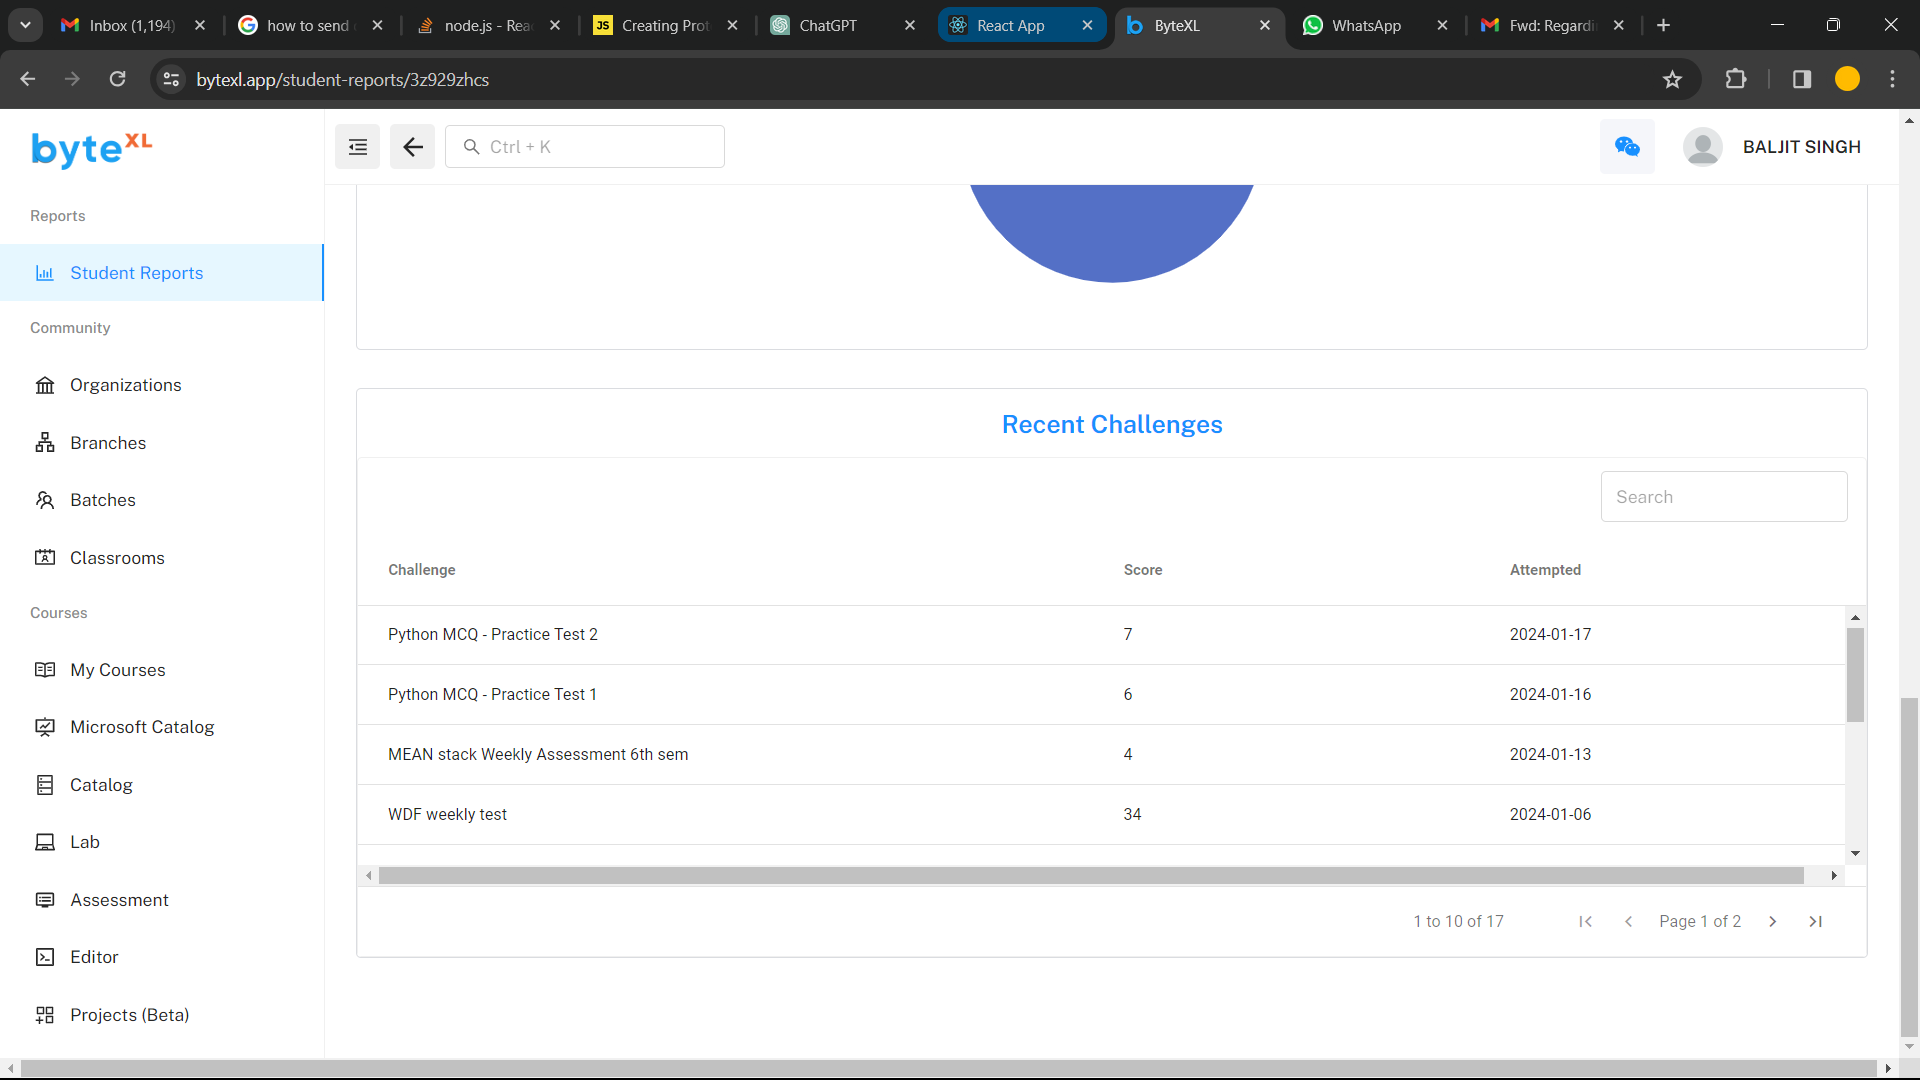 Inbox (1,194)
how to send
node.js - Rea
JS Creating Prot
ChatGPT
React App
ByteXL
WhatsApp
Fwd: Regardi
bytexl.app/student-reports/3z929zhcs
byteXL
Ctrl + K
BALJIT SINGH
Reports
Student Reports
Community
Organizations
Branches
Batches
Classrooms
Courses
My Courses
Microsoft Catalog
Catalog
Lab
Assessment
Editor
Projects (Beta)
Recent Challenges
Search
Challenge Score Attempted
Python MCQ - Practice Test 2 7 2024-01-17
Python MCQ - Practice Test 1 6 2024-01-16
MEAN stack Weekly Assessment 6th sem 4 2024-01-13
WDF weekly test 34 2024-01-06
1 to 10 of 17 Page 1 of 2